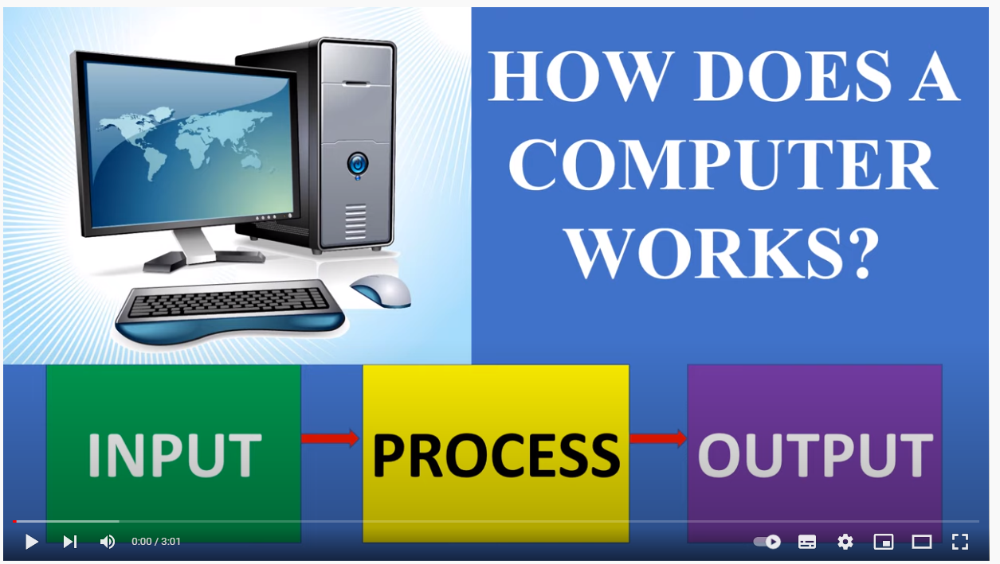 HOW DOES A
COMPUTER
WORKS?
INPUT
PROCESS
OUTPUT
0:00 / 3:01